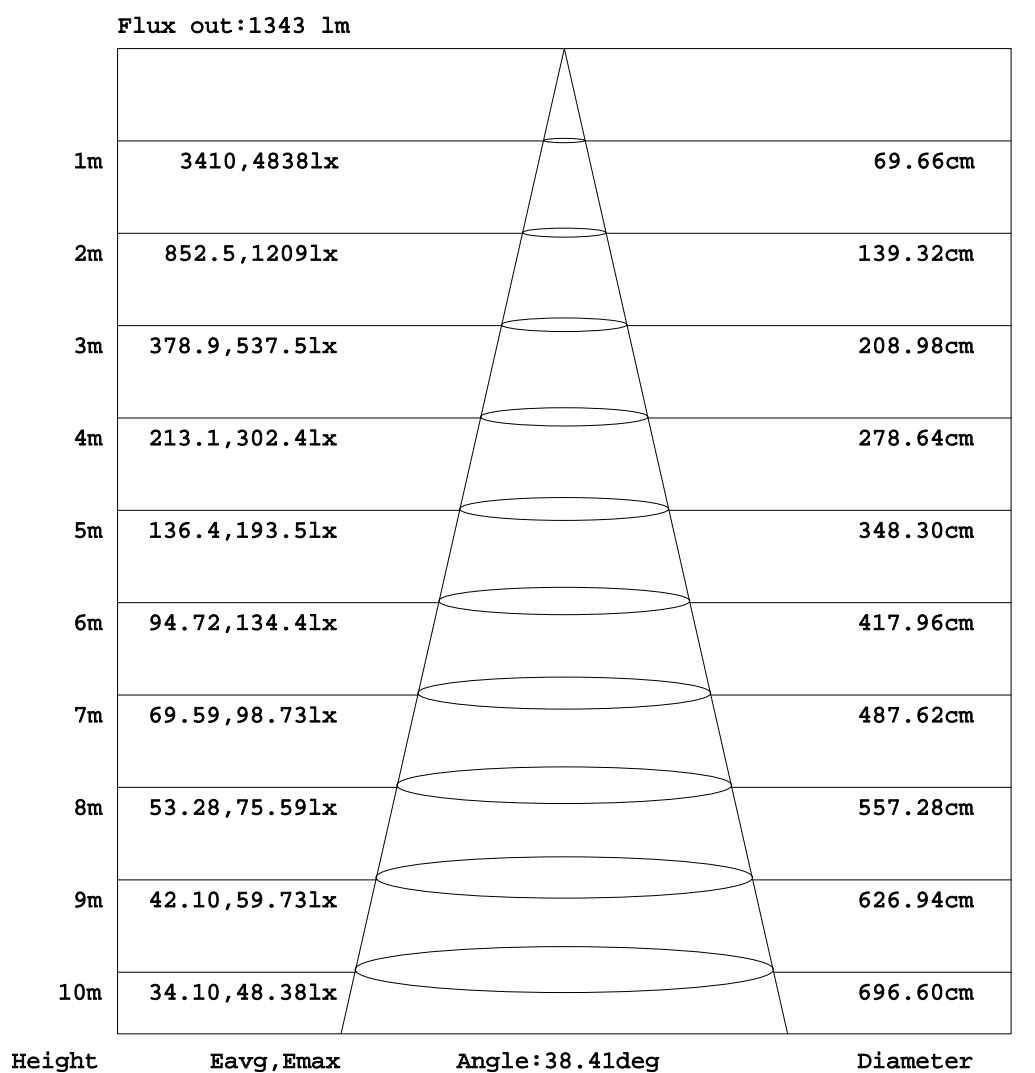 Flux out:1343 lm
1m 3410,4838lx 69.66cm
2m 852.5,1209lx 139.32cm
3m 378.9,537.5lx 208.98cm
4m 213.1,302.4lx 278.64cm
5m 136.4,193.5lx 348.30cm
6m 94.72,134.4lx 417.96cm
7m 69.59,98.73lx 487.62cm
8m 53.28,75.59lx 557.28cm
9m 42.10,59.73lx 626.94cm
10m 34.10,48.38lx 696.60cm
Height Eavg,Emax Angle:38.41deg Diameter